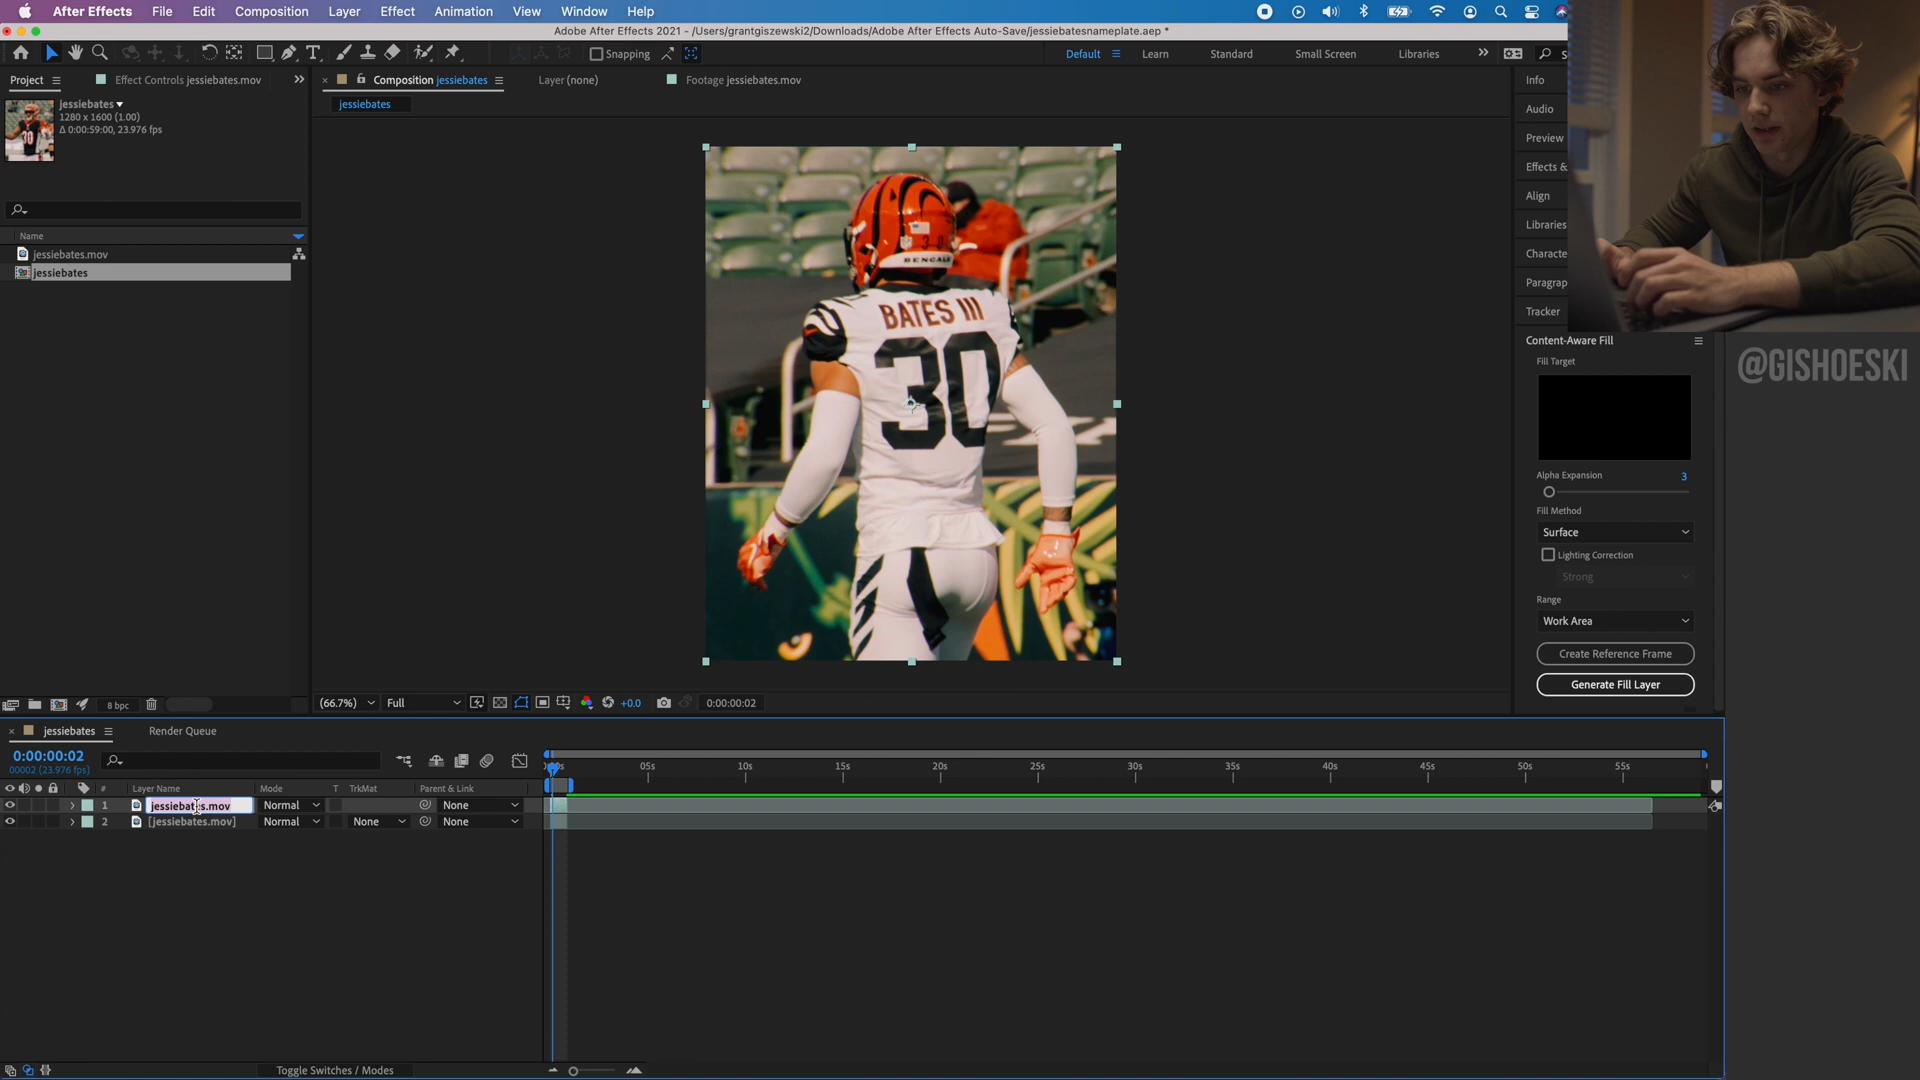 After Effects File Edit Composition Layer Effect Animation View Window Help
Adobe After Effects 2021 - /Users/grantgiszewski2/Downloads/Adobe After Effects Auto-Save/jessiebatesnameplate.aep *
Snapping Default Learn Standard Small Screen Libraries
Project Effect Controls jessiebates.mov Composition jessiebates Layer (none) Footage jessiebates.mov Info
jessiebates
jessiebates
1280 x 1600 (1.00)
Δ 0:00:59:00, 23.976 fps
Audio
Preview
Effects &
Align
Libraries
Characte
Paragrap
Tracker
Name
jessiebates.mov
jessiebates
30
BENGALS
BATES III
30
Content-Aware Fill
Fill Target
Alpha Expansion 3
Fill Method
Surface
Lighting Correction
Strong
Range
Work Area
Create Reference Frame
Generate Fill Layer
@GISHOESKI
8 bpc (66.7%) Full +0.0 0:00:00:02
jessiebates Render Queue
0:00:00:02
00002 (23.976 fps)
05s 10s 15s 20s 25s 30s 35s 40s 45s 50s 55s
# Layer Name Mode T TrkMat Parent & Link
1 jessiebates.mov Normal None
2 [jessiebates.mov] Normal None None
Toggle Switches / Modes